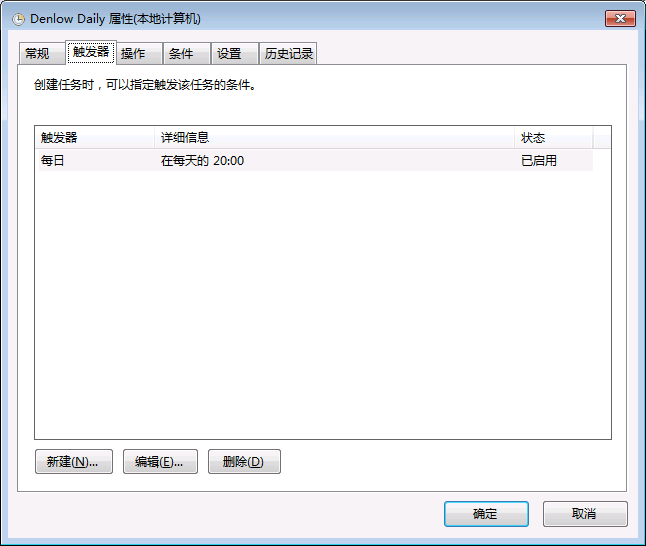 Denlow Daily 属性(本地计算机)
常规 触发器 操作 条件 设置 历史记录
创建任务时，可以指定触发该任务的条件。
触发器 详细信息 状态
每日 在每天的 20:00 已启用
新建(N)... 编辑(E)... 删除(D)
确定 取消